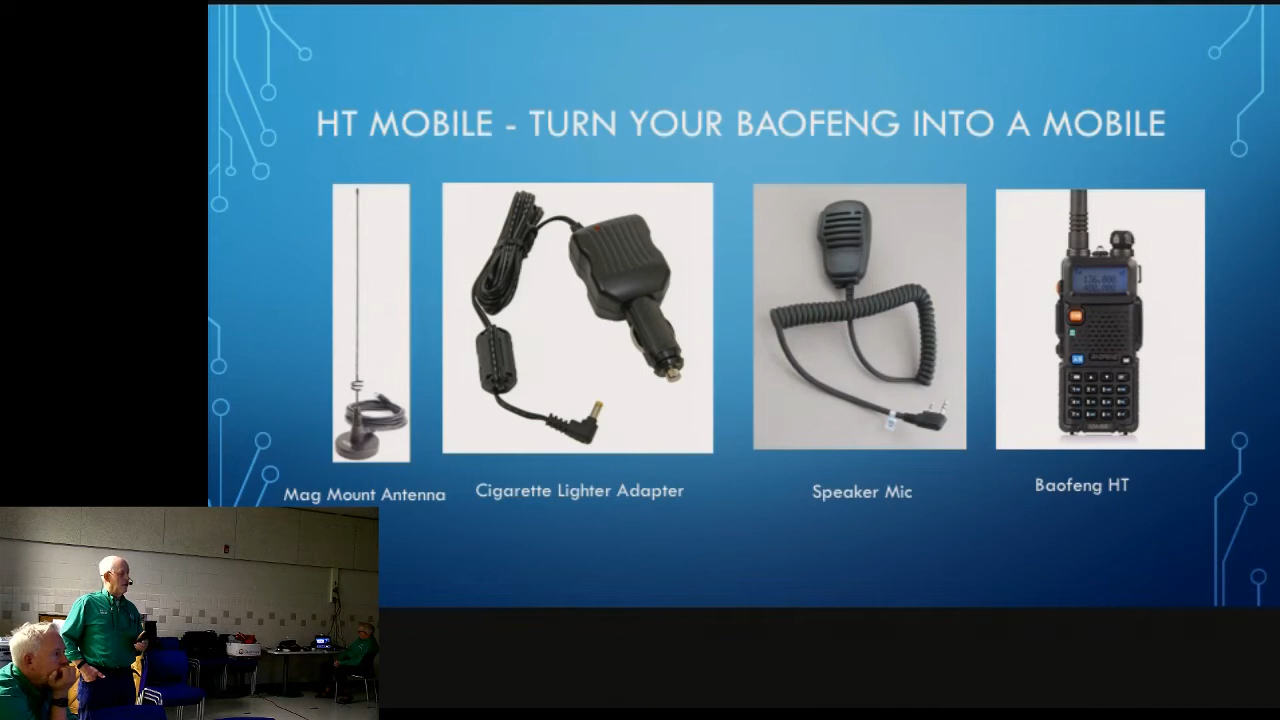 HT MOBILE - TURN YOUR BAOFENG INTO A MOBILE
Mag Mount Antenna
Cigarette Lighter Adapter
Speaker Mic
Baofeng HT